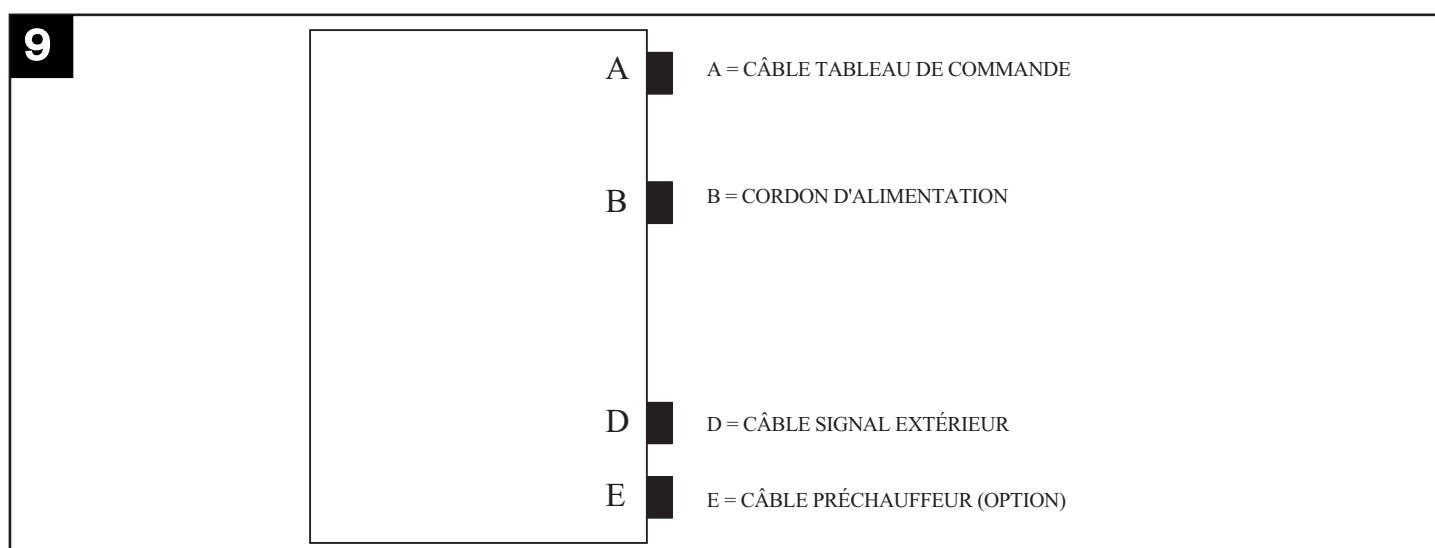 9
A A = CÂBLE TABLEAU DE COMMANDE
B B = CORDON D'ALIMENTATION
D D = CÂBLE SIGNAL EXTÉRIEUR
E E = CÂBLE PRÉCHAUFFEUR (OPTION)